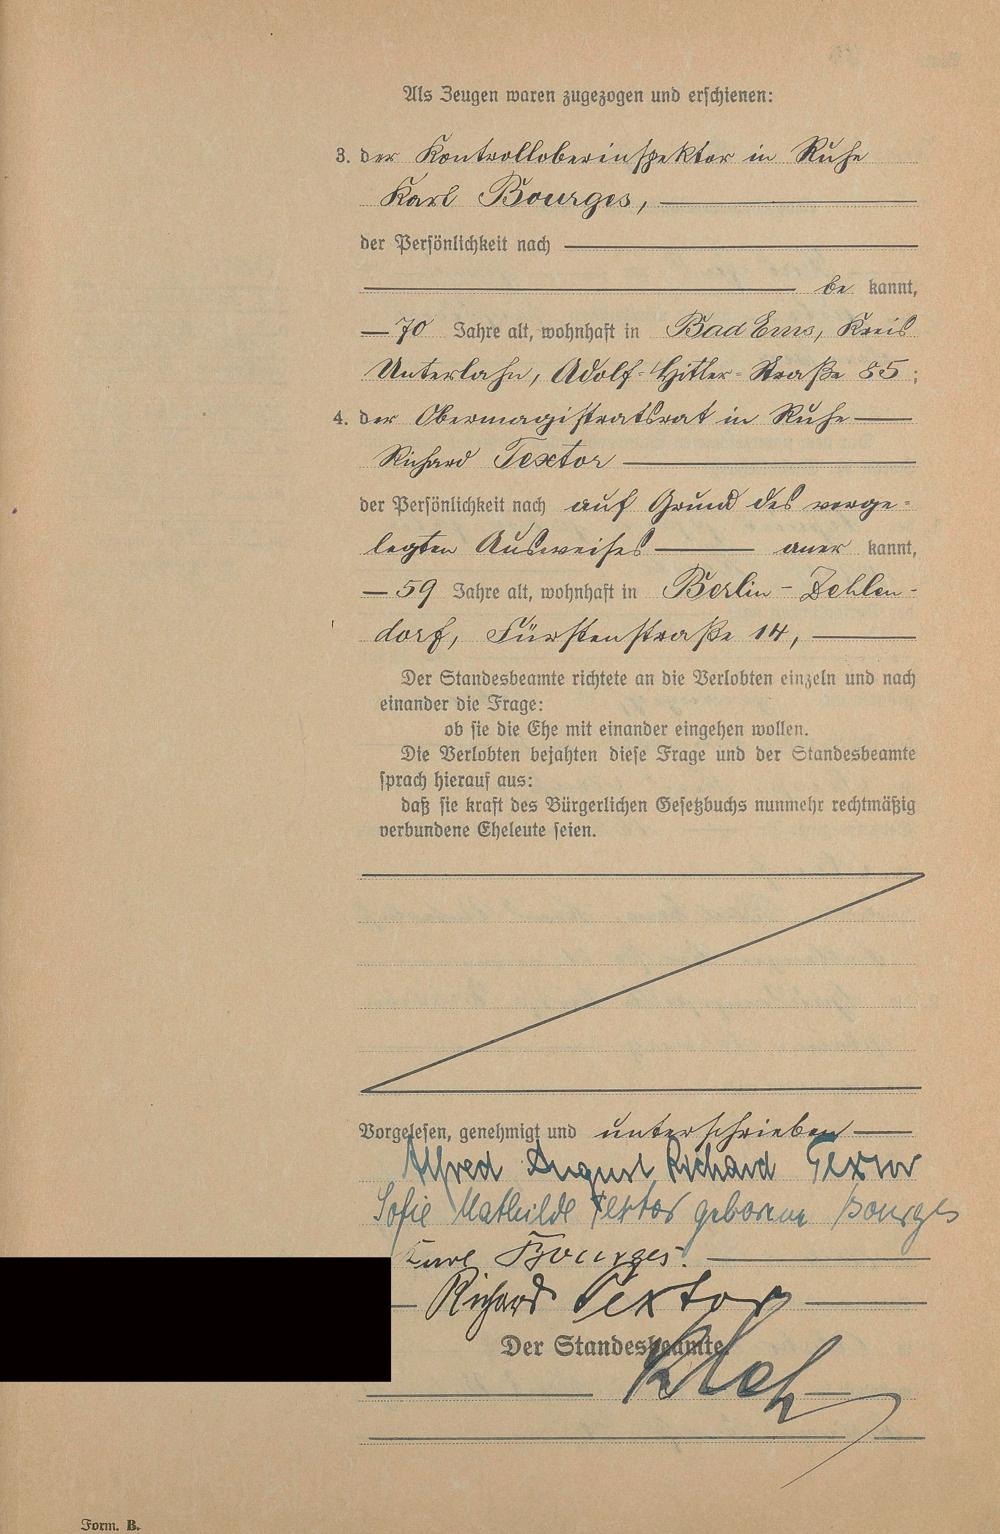 Als Zeugen waren zugezogen und erschienen:
3. der Kontrolloberinspektor in Ruhe
Karl Bourges,
der Persönlichkeit nach
be kannt,
70 Jahre alt, wohnhaft in Bad Ems, Kreis
Unterlahn, Adolf-Hitler-Straße 85;
4. der Obermagistratsrat in Ruhe
Richard Textor
der Persönlichkeit nach auf Grund des vorge-
legten Ausweises aner kannt,
59 Jahre alt, wohnhaft in Berlin-Zehlen-
dorf, Fürstenstraße 14,
Der Standesbeamte richtete an die Verlobten einzeln und nach
einander die Frage:
ob sie die Ehe mit einander eingehen wollen.
Die Verlobten bejahten diese Frage und der Standesbeamte
sprach hierauf aus:
daß sie kraft des Bürgerlichen Gesetzbuchs nunmehr rechtmäßig
verbundene Eheleute seien.
Vorgelesen, genehmigt und unterschrieben
Alfred August Richard Textor
Sofie Mathilde Textor geborene Bourges
Karl Bourges.
Richard Textor
Der Standesbeamte.
Form. B.